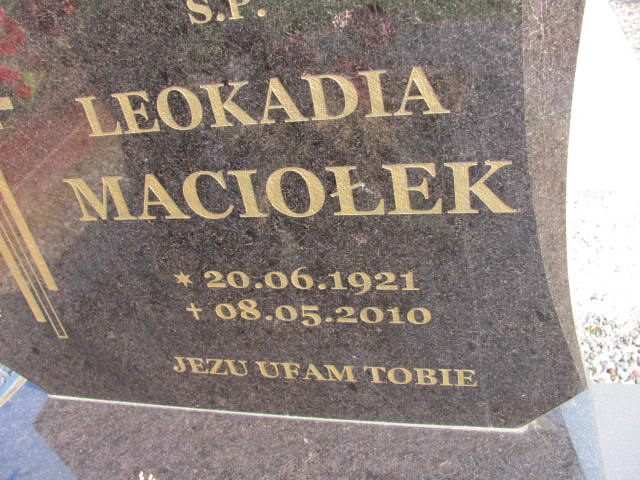 Ś.P.
LEOKADIA
MACIOŁEK
* 20.06.1921
✝ 08.05.2010
JEZU UFAM TOBIE